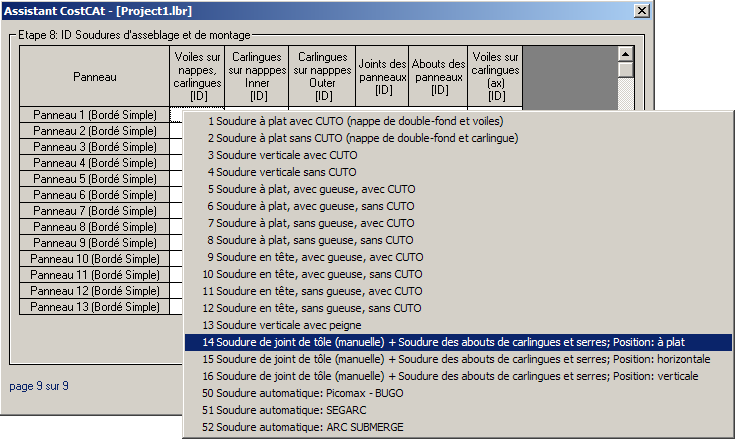 Assistant CostCAt - [Project1.lbr]
Etape 8: ID Soudures d'asseblage et de montage
Panneau
Voiles sur nappes, carlingues [ID]
Carlingues sur napppes Inner [ID]
Carlingues sur napppes Outer [ID]
Joints des panneaux [ID]
Abouts des panneaux [ID]
Voiles sur carlingues (ax) [ID]
Panneau 1 (Bordé Simple)
Panneau 2 (Bordé Simple)
Panneau 3 (Bordé Simple)
Panneau 4 (Bordé Simple)
Panneau 5 (Bordé Simple)
Panneau 6 (Bordé Simple)
Panneau 7 (Bordé Simple)
Panneau 8 (Bordé Simple)
Panneau 9 (Bordé Simple)
Panneau 10 (Bordé Simple)
Panneau 11 (Bordé Simple)
Panneau 12 (Bordé Simple)
Panneau 13 (Bordé Simple)
1 Soudure à plat avec CUTO (nappe de double-fond et voiles)
2 Soudure à plat sans CUTO (nappe de double-fond et carlingue)
3 Soudure verticale avec CUTO
4 Soudure verticale sans CUTO
5 Soudure à plat, avec gueuse, avec CUTO
6 Soudure à plat, avec gueuse, sans CUTO
7 Soudure à plat, sans gueuse, avec CUTO
8 Soudure à plat, sans gueuse, sans CUTO
9 Soudure en tête, avec gueuse, avec CUTO
10 Soudure en tête, avec gueuse, sans CUTO
11 Soudure en tête, sans gueuse, avec CUTO
12 Soudure en tête, sans gueuse, sans CUTO
13 Soudure verticale avec peigne
14 Soudure de joint de tôle (manuelle) + Soudure des abouts de carlingues et serres; Position: à plat
15 Soudure de joint de tôle (manuelle) + Soudure des abouts de carlingues et serres; Position: horizontale
16 Soudure de joint de tôle (manuelle) + Soudure des abouts de carlingues et serres; Position: verticale
50 Soudure automatique: Picomax - BUGO
51 Soudure automatique: SEGARC
52 Soudure automatique: ARC SUBMERGE
page 9 sur 9